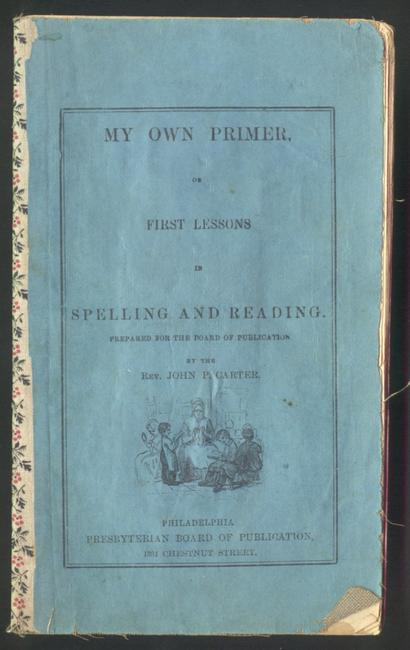 MY OWN PRIMER,
OR
FIRST LESSONS
IN
SPELLING AND READING.
PREPARED FOR THE BOARD OF PUBLICATION
BY THE
REV. JOHN P. CARTER.
PHILADELPHIA
PRESBYTERIAN BOARD OF PUBLICATION,
CHESTNUT STREET.